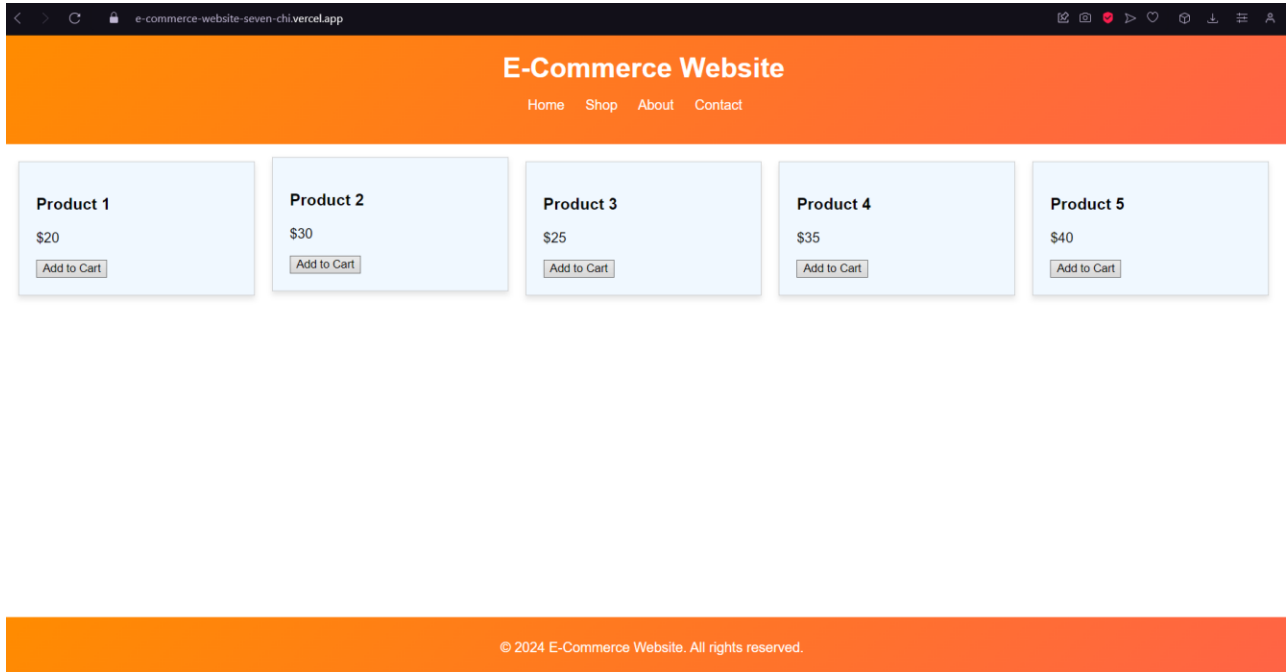 e-commerce-website-seven-chi.vercel.app
E-Commerce Website
Home Shop About Contact
Product 1
$20
Add to Cart
Product 2
$30
Add to Cart
Product 3
$25
Add to Cart
Product 4
$35
Add to Cart
Product 5
$40
Add to Cart
© 2024 E-Commerce Website. All rights reserved.